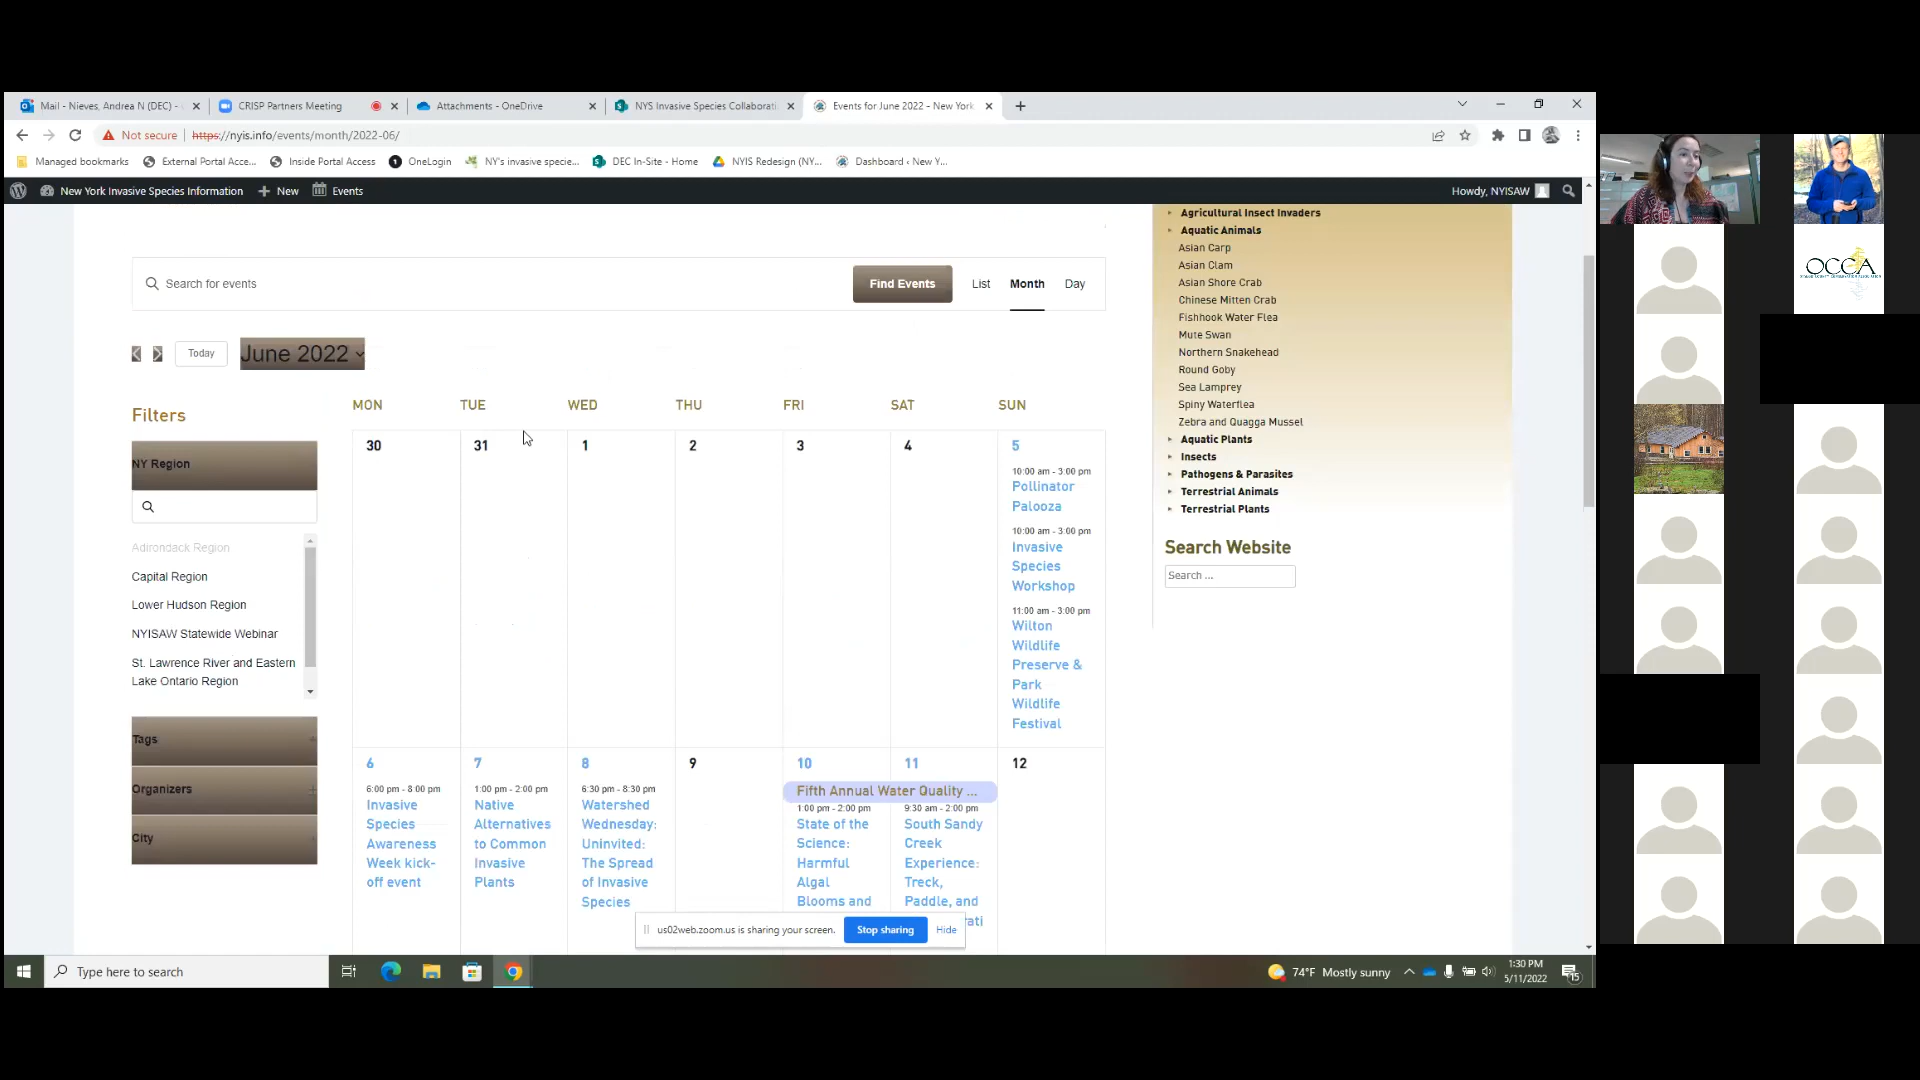 Mail - Nieves, Andrea N (DEC) -
CRISP Partners Meeting
Attachments - OneDrive
NYS Invasive Species Collaborati
Events for June 2022 - New York
Not secure
https://nyis.info/events/month/2022-06/
Managed bookmarks
External Portal Acce...
Inside Portal Access
OneLogin
NY's invasive specie...
DEC In-Site - Home
NYIS Redesign (NY...
Dashboard ‹ New Y...
New York Invasive Species Information
New
Events
Howdy, NYISAW
Search for events
Find Events
List
Month
Day
Today
June 2022
Filters
NY Region
Adirondack Region
Capital Region
Lower Hudson Region
NYISAW Statewide Webinar
St. Lawrence River and Eastern
Lake Ontario Region
Tags
Organizers
City
MON TUE WED THU FRI SAT SUN
30 31 1 2 3 4 5
10:00 am - 3:00 pm
Pollinator
Palooza
10:00 am - 3:00 pm
Invasive
Species
Workshop
11:00 am - 3:00 pm
Wilton
Wildlife
Preserve &
Park
Wildlife
Festival
6
6:00 pm - 8:00 pm
Invasive
Species
Awareness
Week kick-
off event
7
1:00 pm - 2:00 pm
Native
Alternatives
to Common
Invasive
Plants
8
6:30 pm - 8:30 pm
Watershed
Wednesday:
Uninvited:
The Spread
of Invasive
Species
9
10
Fifth Annual Water Quality ...
1:00 pm - 2:00 pm
State of the
Science:
Harmful
Algal
Blooms and
11
9:30 am - 2:00 pm
South Sandy
Creek
Experience:
Treck,
Paddle, and
rati
12
Agricultural Insect Invaders
Aquatic Animals
Asian Carp
Asian Clam
Asian Shore Crab
Chinese Mitten Crab
Fishhook Water Flea
Mute Swan
Northern Snakehead
Round Goby
Sea Lamprey
Spiny Waterflea
Zebra and Quagga Mussel
Aquatic Plants
Insects
Pathogens & Parasites
Terrestrial Animals
Terrestrial Plants
Search Website
Search ...
us02web.zoom.us is sharing your screen.
Stop sharing
Hide
Type here to search
74°F Mostly sunny
1:30 PM
5/11/2022
15
OCCA